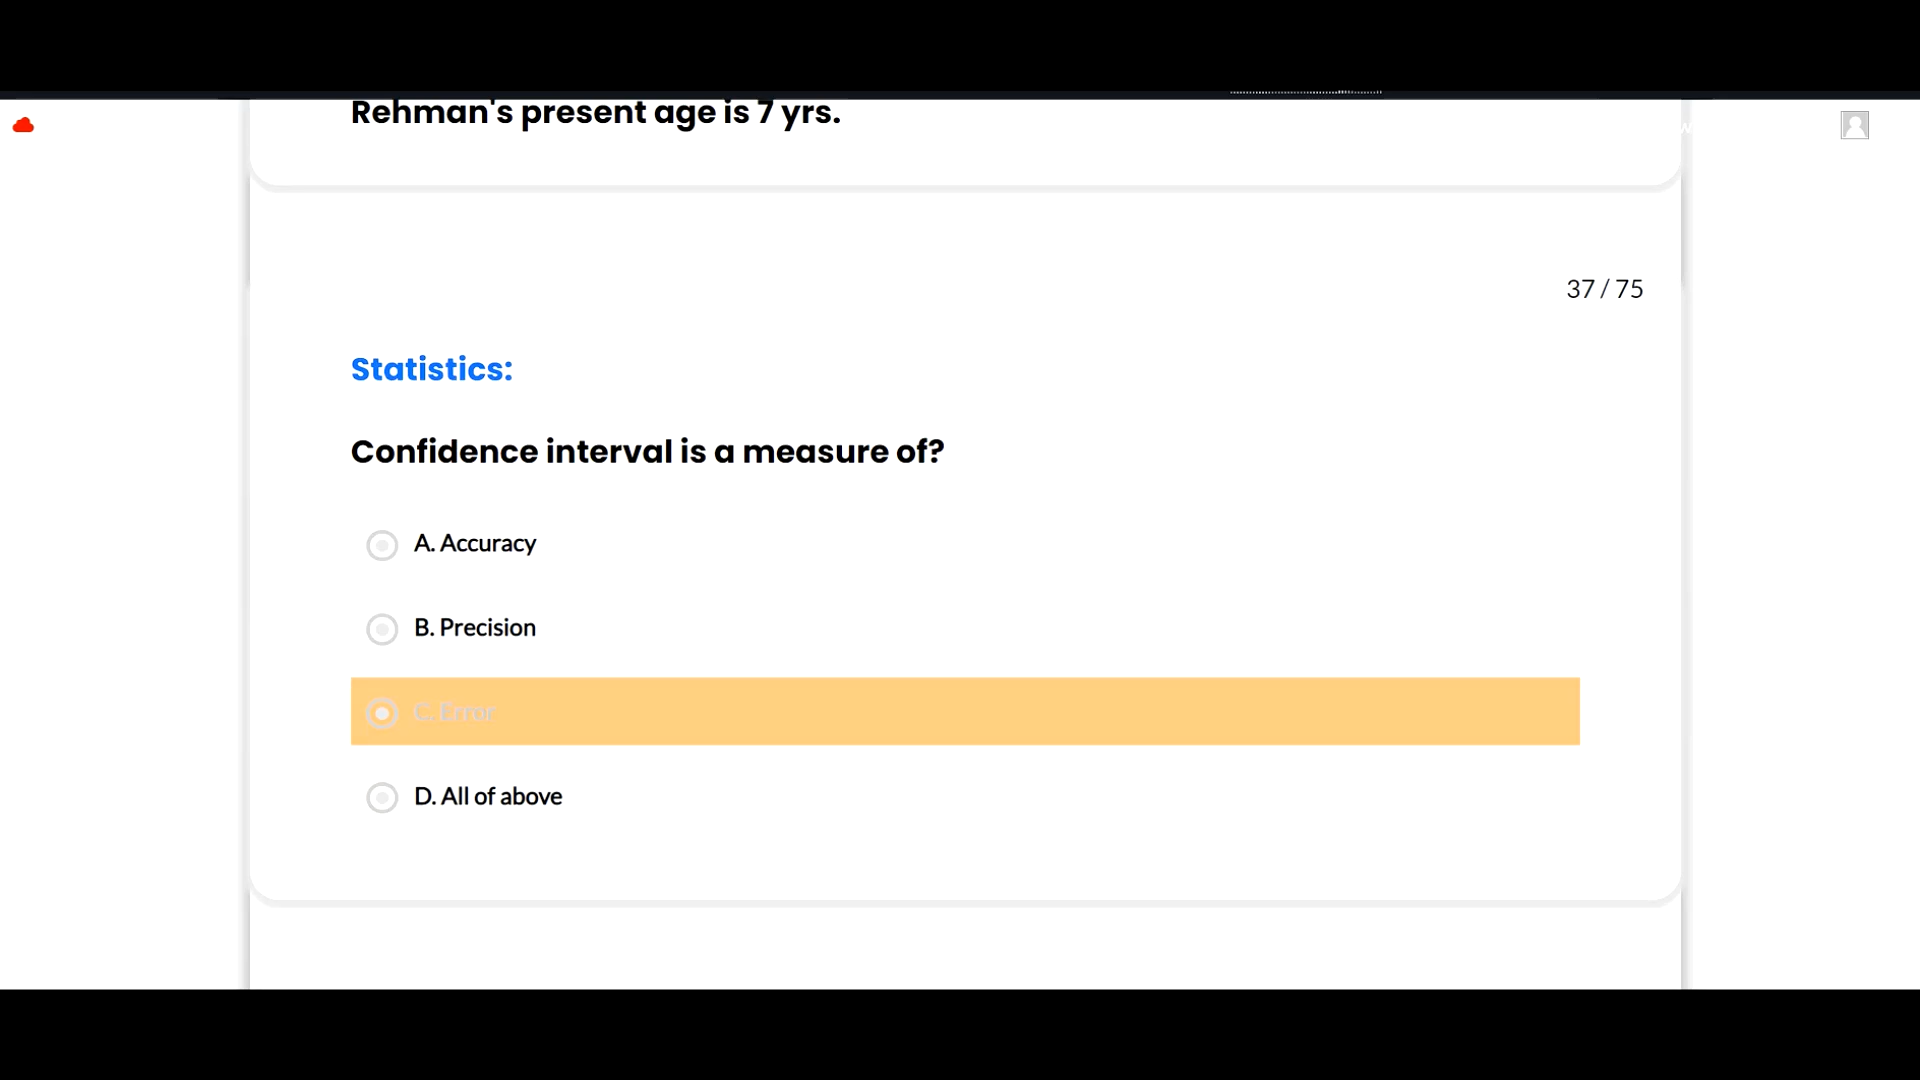 Rehman's present age is 7 yrs.
37 / 75
Statistics:
Confidence interval is a measure of?
A. Accuracy
B. Precision
C. Error
D. All of above